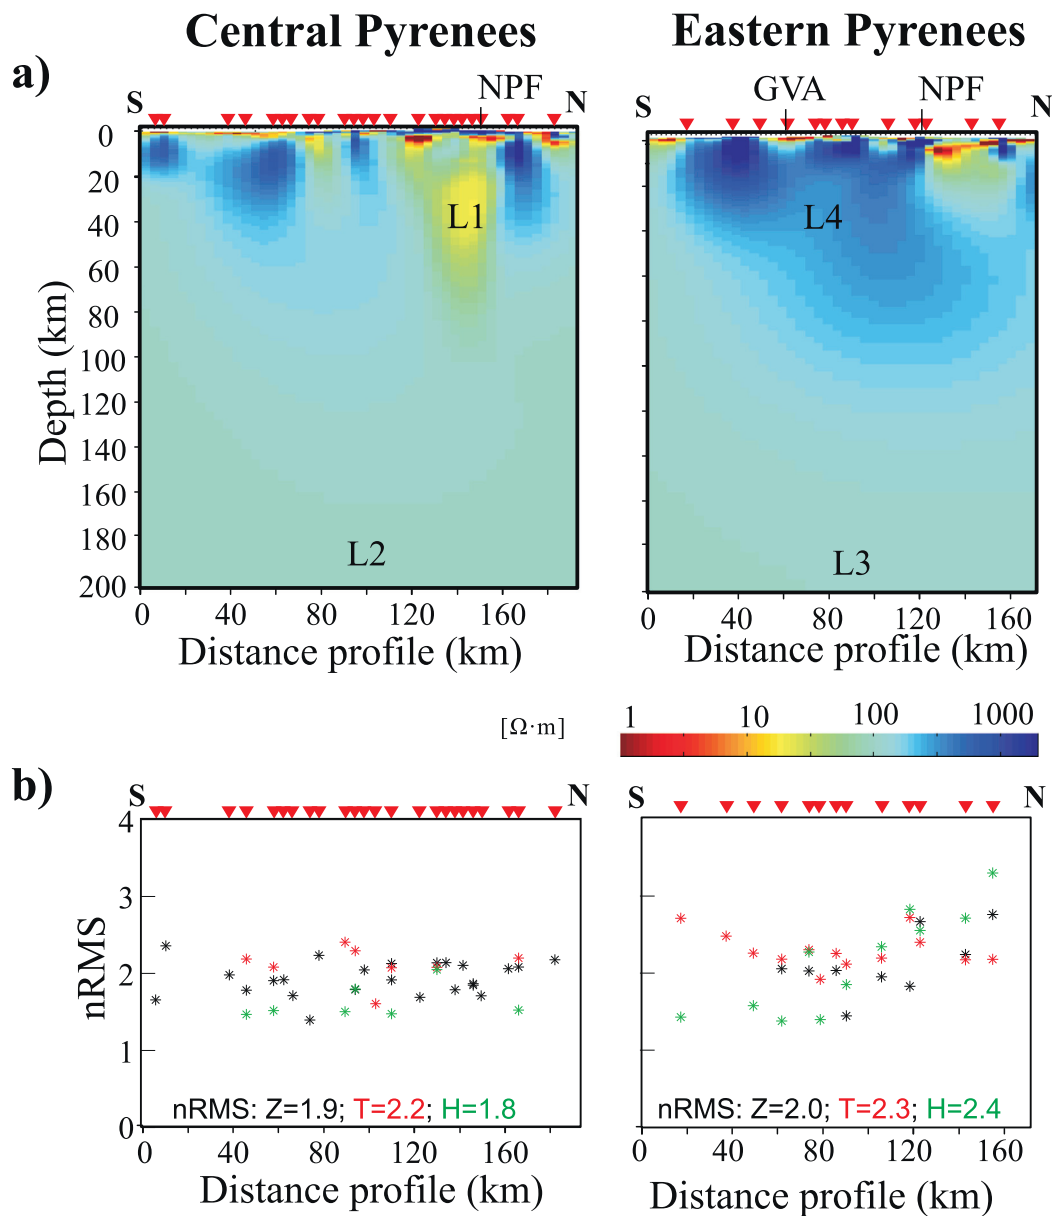 Central Pyrenees
Eastern Pyrenees
a)
S
NPF
N
S
GVA
NPF
N
Depth (km)
0
20
40
60
80
100
120
140
160
180
200
L1
L2
L4
L3
0 40 80 120 160
Distance profile (km)
0 40 80 120 160
Distance profile (km)
[Ω·m]
1 10 100 1000
b)
S
N
S
N
nRMS
4
3
2
1
0
nRMS: Z=1.9; T=2.2; H=1.8
nRMS: Z=2.0; T=2.3; H=2.4
0 80 120 160
Distance profile (km)
0 40 80 120 160
Distance profile (km)